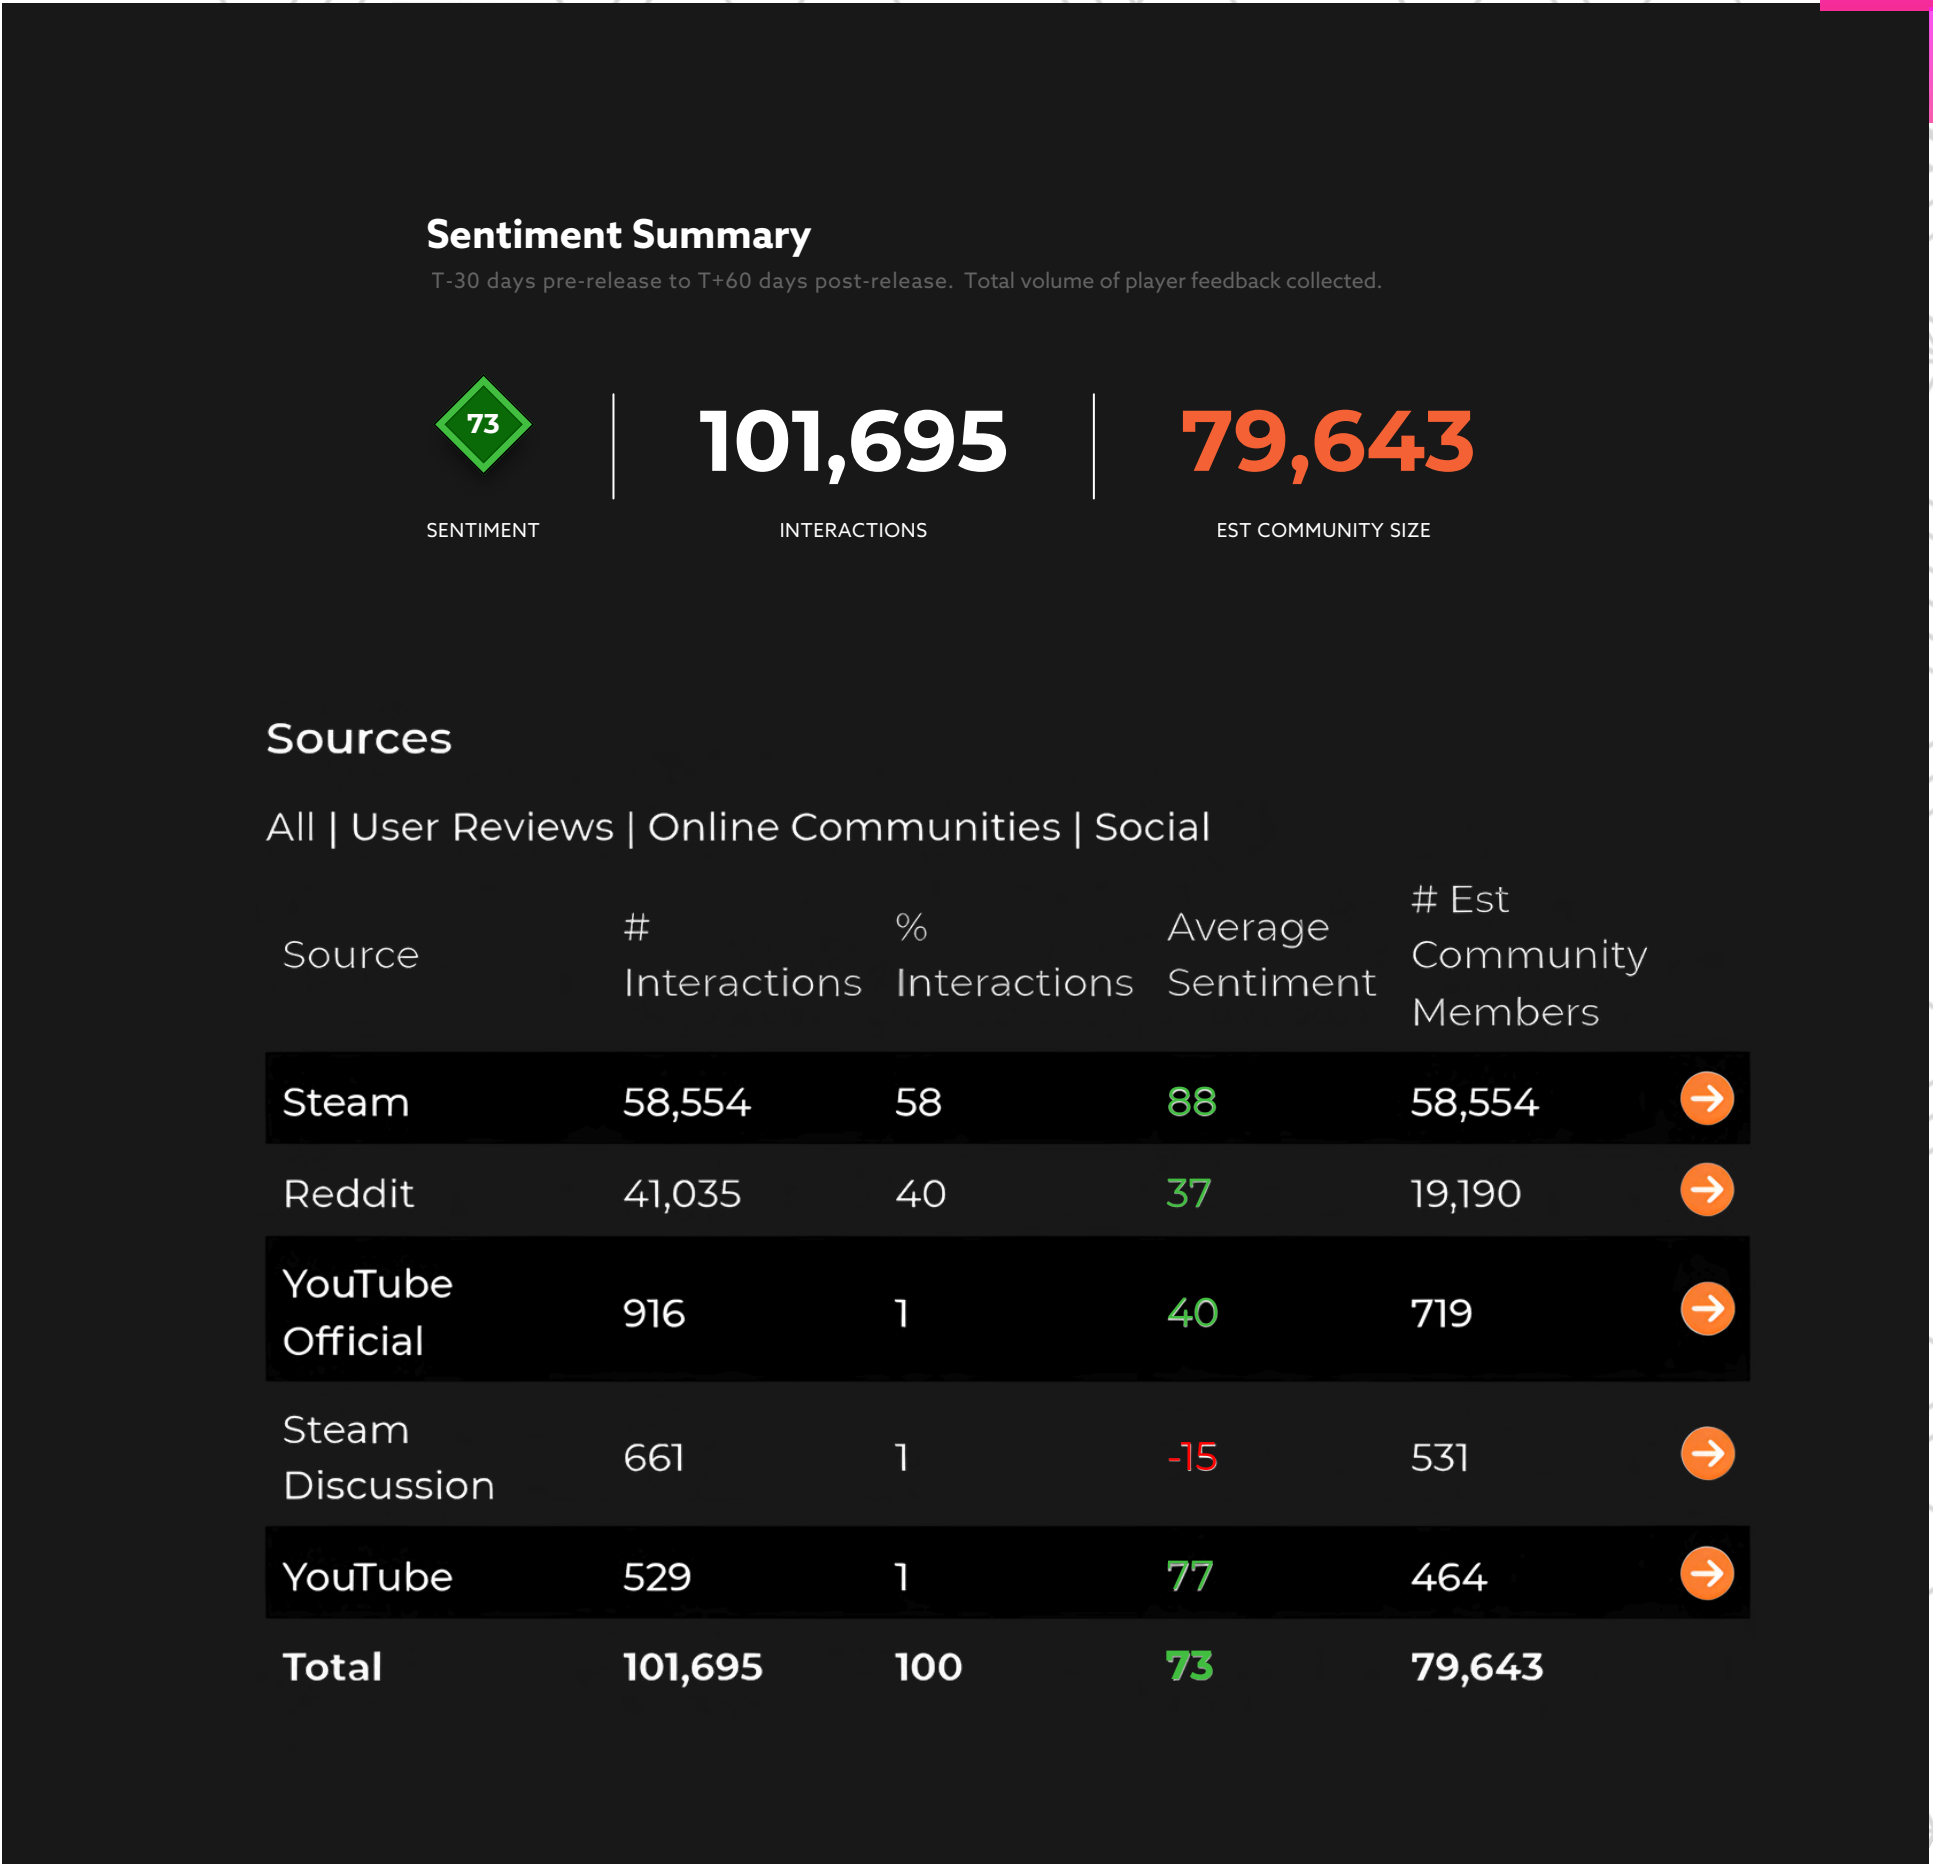 Sentiment Summary
T-30 days pre-release to T+60 days post-release. Total volume of player feedback collected.
73
101,695
79,643
SENTIMENT
INTERACTIONS
EST COMMUNITY SIZE
Sources
All | User Reviews | Online Communities | Social
Source
#
Interactions
%
Interactions
Average
Sentiment
# Est
Community
Members
Steam 58,554 58 88 58,554
Reddit 41,035 40 37 19,190
YouTube
Official
916 1 40 719
Steam
Discussion
661 1 -15 531
YouTube 529 1 77 464
Total 101,695 100 73 79,643